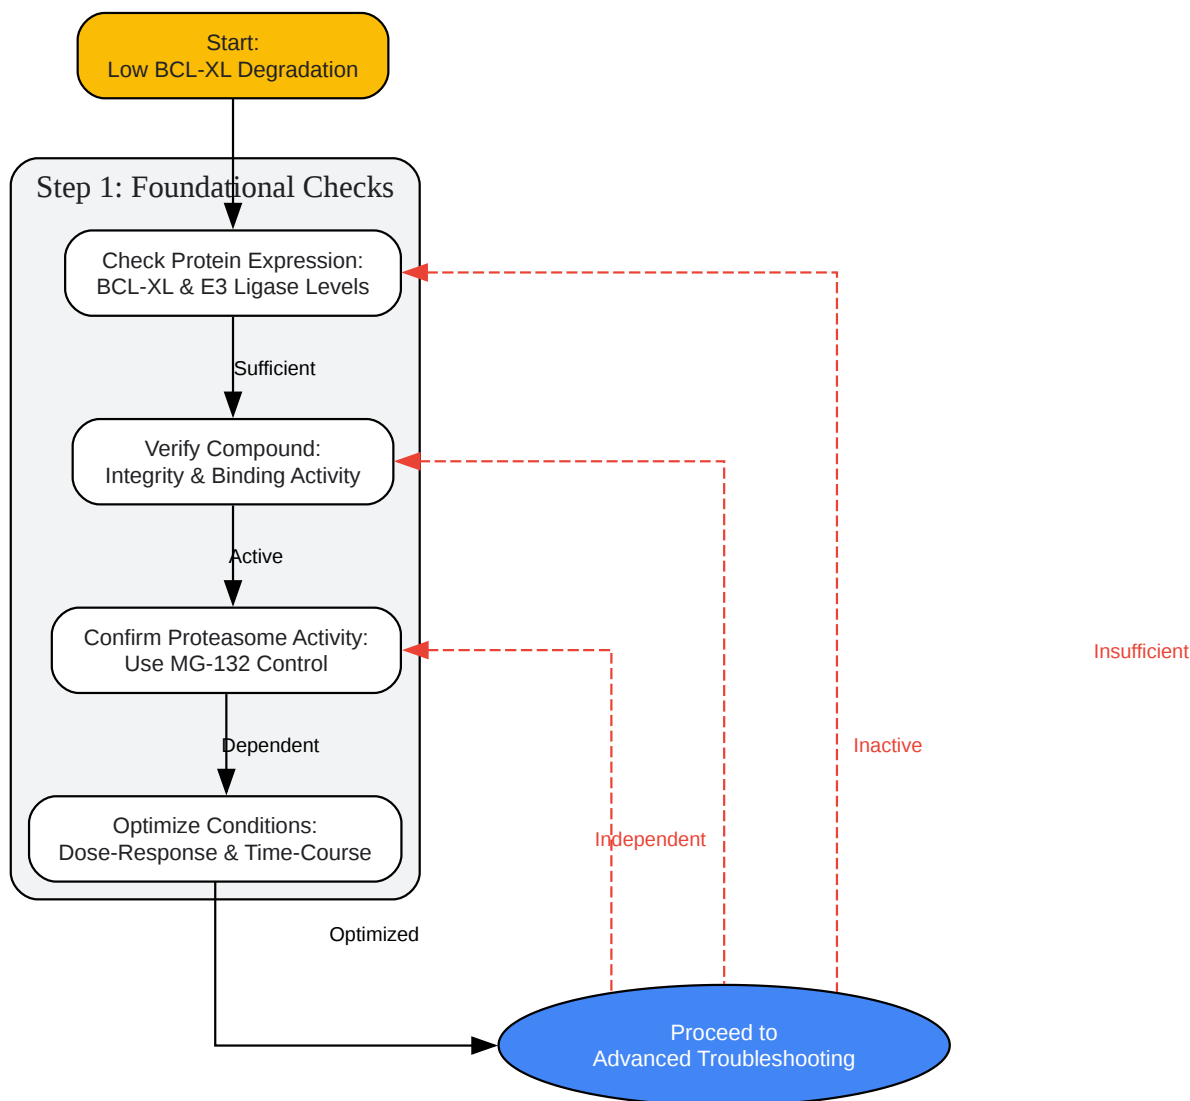 Start:
Low BCL-XL Degradation
Step 1: Foundational Checks
Check Protein Expression:
BCL-XL & E3 Ligase Levels
Sufficient
Verify Compound:
Integrity & Binding Activity
Active
Confirm Proteasome Activity:
Use MG-132 Control
Insufficient
Dependent
Inactive
Optimize Conditions:
Dose-Response & Time-Course
Independent
Optimized
Proceed to
Advanced Troubleshooting